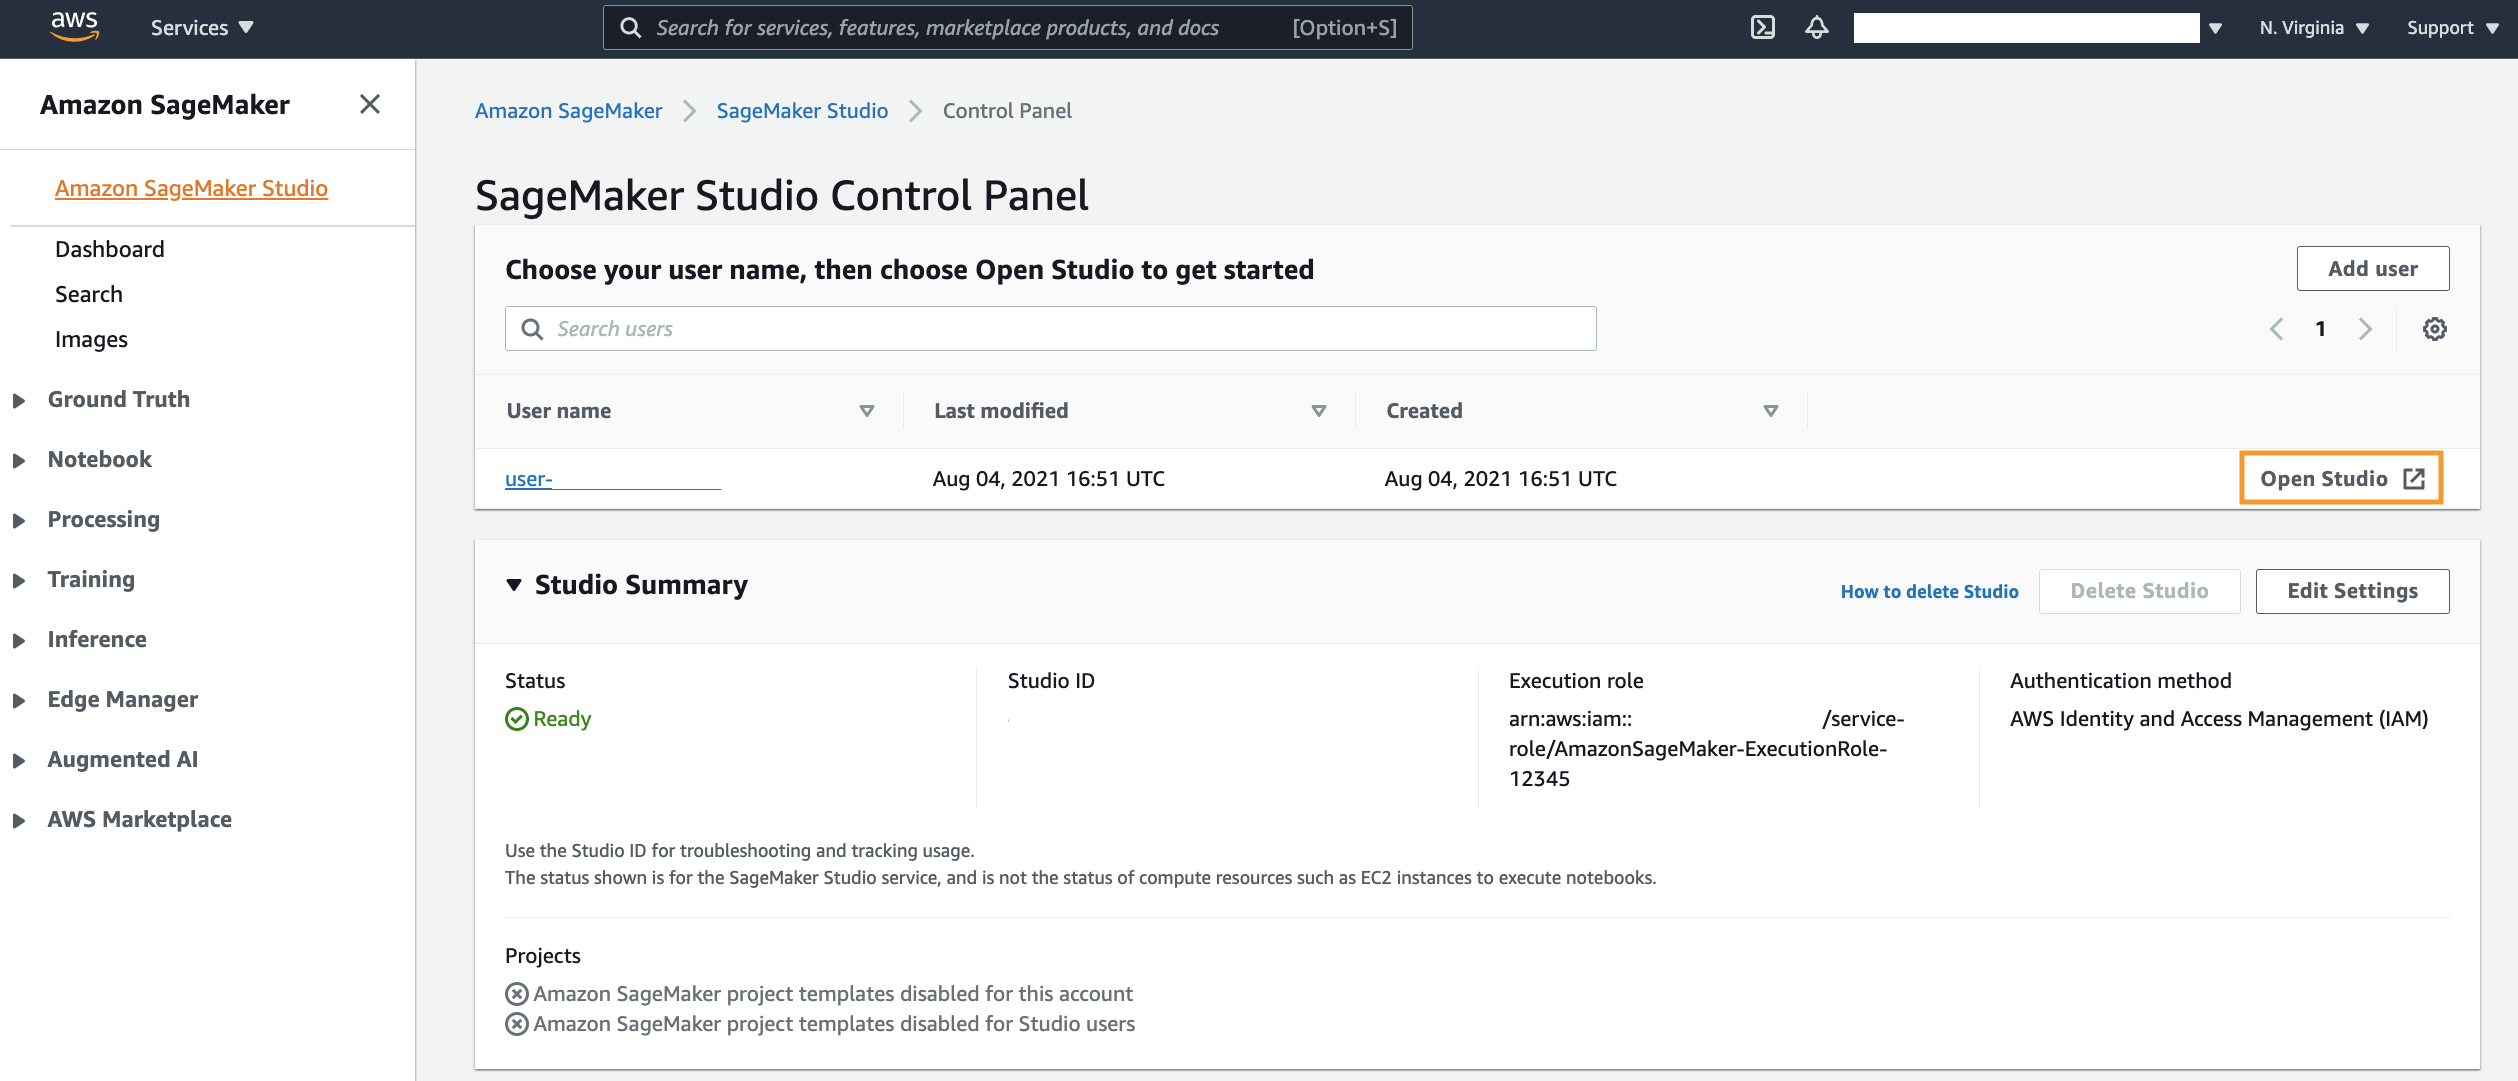 aws Services Search for services, features, marketplace products, and docs [Option+S] N. Virginia Support
Amazon SageMaker
Amazon SageMaker Studio
Dashboard
Search
Images
Ground Truth
Notebook
Processing
Training
Inference
Edge Manager
Augmented AI
AWS Marketplace
Amazon SageMaker SageMaker Studio Control Panel
SageMaker Studio Control Panel
Choose your user name, then choose Open Studio to get started Add user
Search users 1
User name Last modified Created
user- Aug 04, 2021 16:51 UTC Aug 04, 2021 16:51 UTC Open Studio
Studio Summary How to delete Studio Delete Studio Edit Settings
Status
Ready
Studio ID
Execution role
arn:aws:iam:: /service-
role/AmazonSageMaker-ExecutionRole-
12345
Authentication method
AWS Identity and Access Management (IAM)
Use the Studio ID for troubleshooting and tracking usage.
The status shown is for the SageMaker Studio service, and is not the status of compute resources such as EC2 instances to execute notebooks.
Projects
Amazon SageMaker project templates disabled for this account
Amazon SageMaker project templates disabled for Studio users